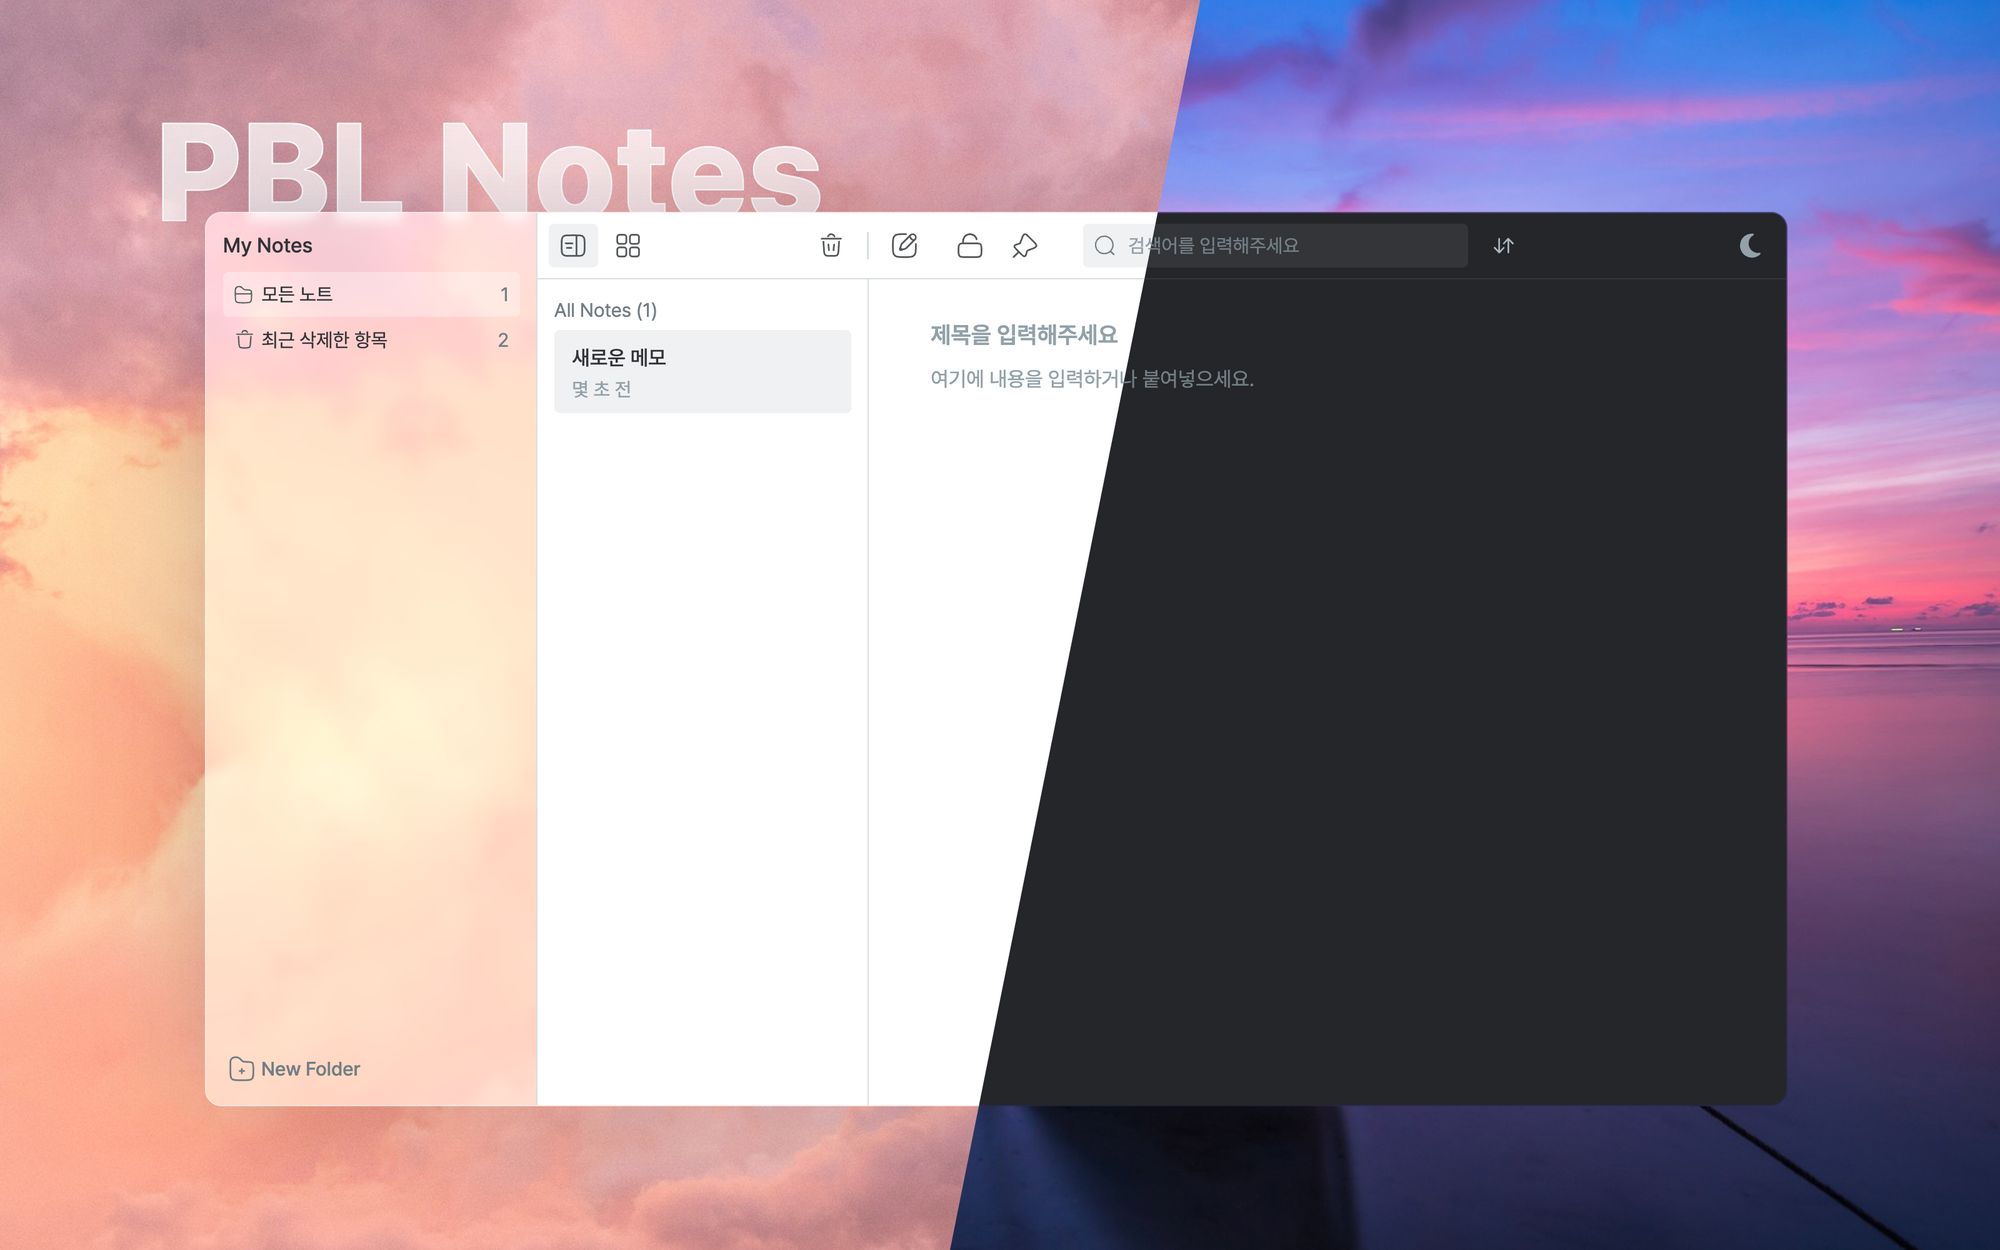 PBL Notes
My Notes
모든 노트 1
최근 삭제한 항목 2
New Folder
All Notes (1)
새로운 메모
몇 초 전
검색어를 입력해주세요
제목을 입력해주세요
여기에 내용을 입력하거나 붙여넣으세요.